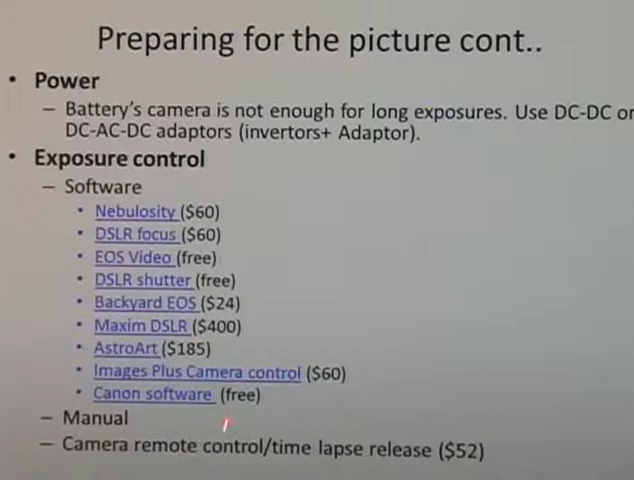 Preparing for the picture cont..
• Power
– Battery's camera is not enough for long exposures. Use DC-DC or
DC-AC-DC adaptors (invertors+ Adaptor).
• Exposure control
– Software
• Nebulosity ($60)
• DSLR focus ($60)
• EOS Video (free)
• DSLR shutter (free)
• Backyard EOS ($24)
• Maxim DSLR ($400)
• AstroArt ($185)
• Images Plus Camera control ($60)
• Canon software (free)
– Manual
– Camera remote control/time lapse release ($52)